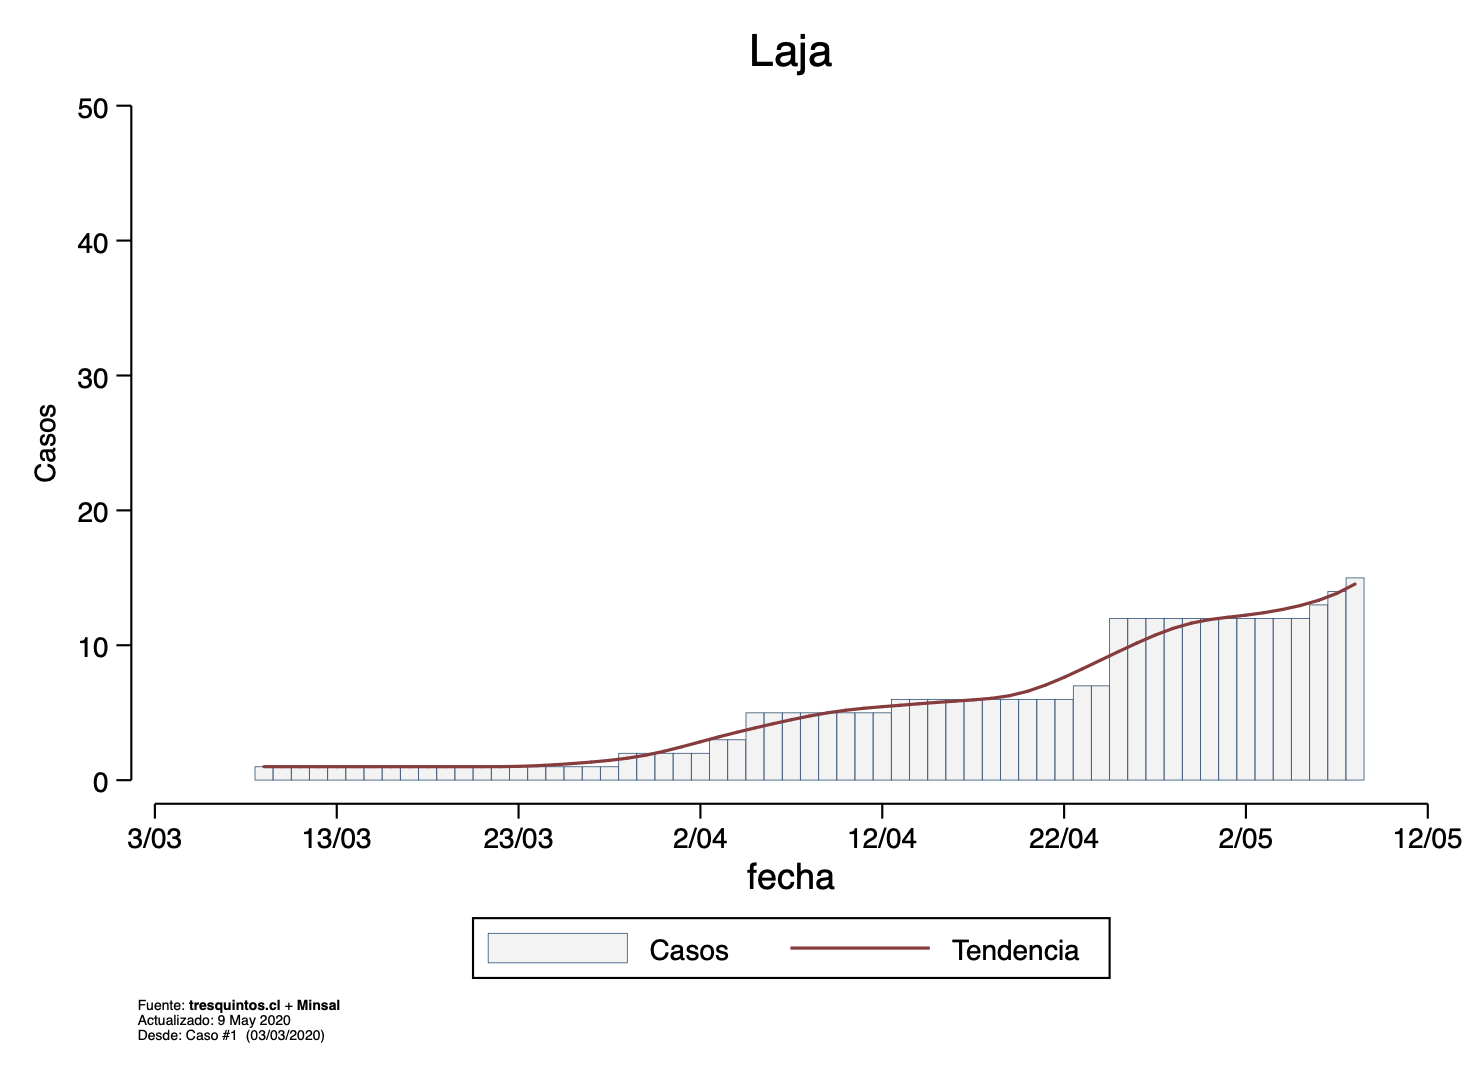 Laja
50
40
30
20
10
0
Casos
3/03 13/03 23/03 2/04 12/04 22/04 2/05 12/05
fecha
Casos Tendencia
Fuente: tresquintos.cl + Minsal
Actualizado: 9 May 2020
Desde: Caso #1 (03/03/2020)